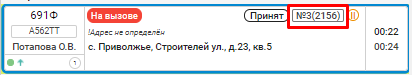 691Ф На вызове Принят №3(2156)
А562ТТ !Адрес не определён 00:22
Потапова О.В. с. Приволжье, Строителей ул., д.23, кв.5 00:24
1